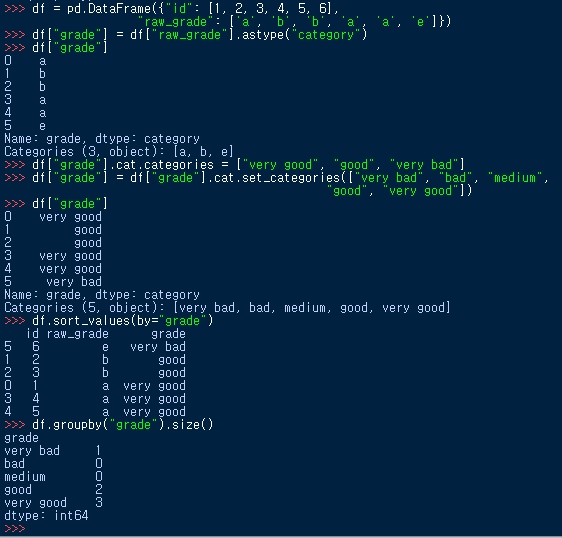 >>> df = pd.DataFrame({"id": [1, 2, 3, 4, 5, 6],
                   "raw_grade": ['a', 'b', 'b', 'a', 'a', 'e']})
>>> df["grade"] = df["raw_grade"].astype("category")
>>> df["grade"]
0    a
1    b
2    b
3    a
4    a
5    e
Name: grade, dtype: category
Categories (3, object): [a, b, e]
>>> df["grade"].cat.categories = ["very good", "good", "very bad"]
>>> df["grade"] = df["grade"].cat.set_categories(["very bad", "bad", "medium",
                                              "good", "very good"])
>>> df["grade"]
0    very good
1         good
2         good
3    very good
4    very good
5     very bad
Name: grade, dtype: category
Categories (5, object): [very bad, bad, medium, good, very good]
>>> df.sort_values(by="grade")
   id raw_grade      grade
5   6         e   very bad
1   2         b       good
2   3         b       good
0   1         a  very good
3   4         a  very good
4   5         a  very good
>>> df.groupby("grade").size()
grade
very bad     1
bad          0
medium       0
good         2
very good    3
dtype: int64
>>>